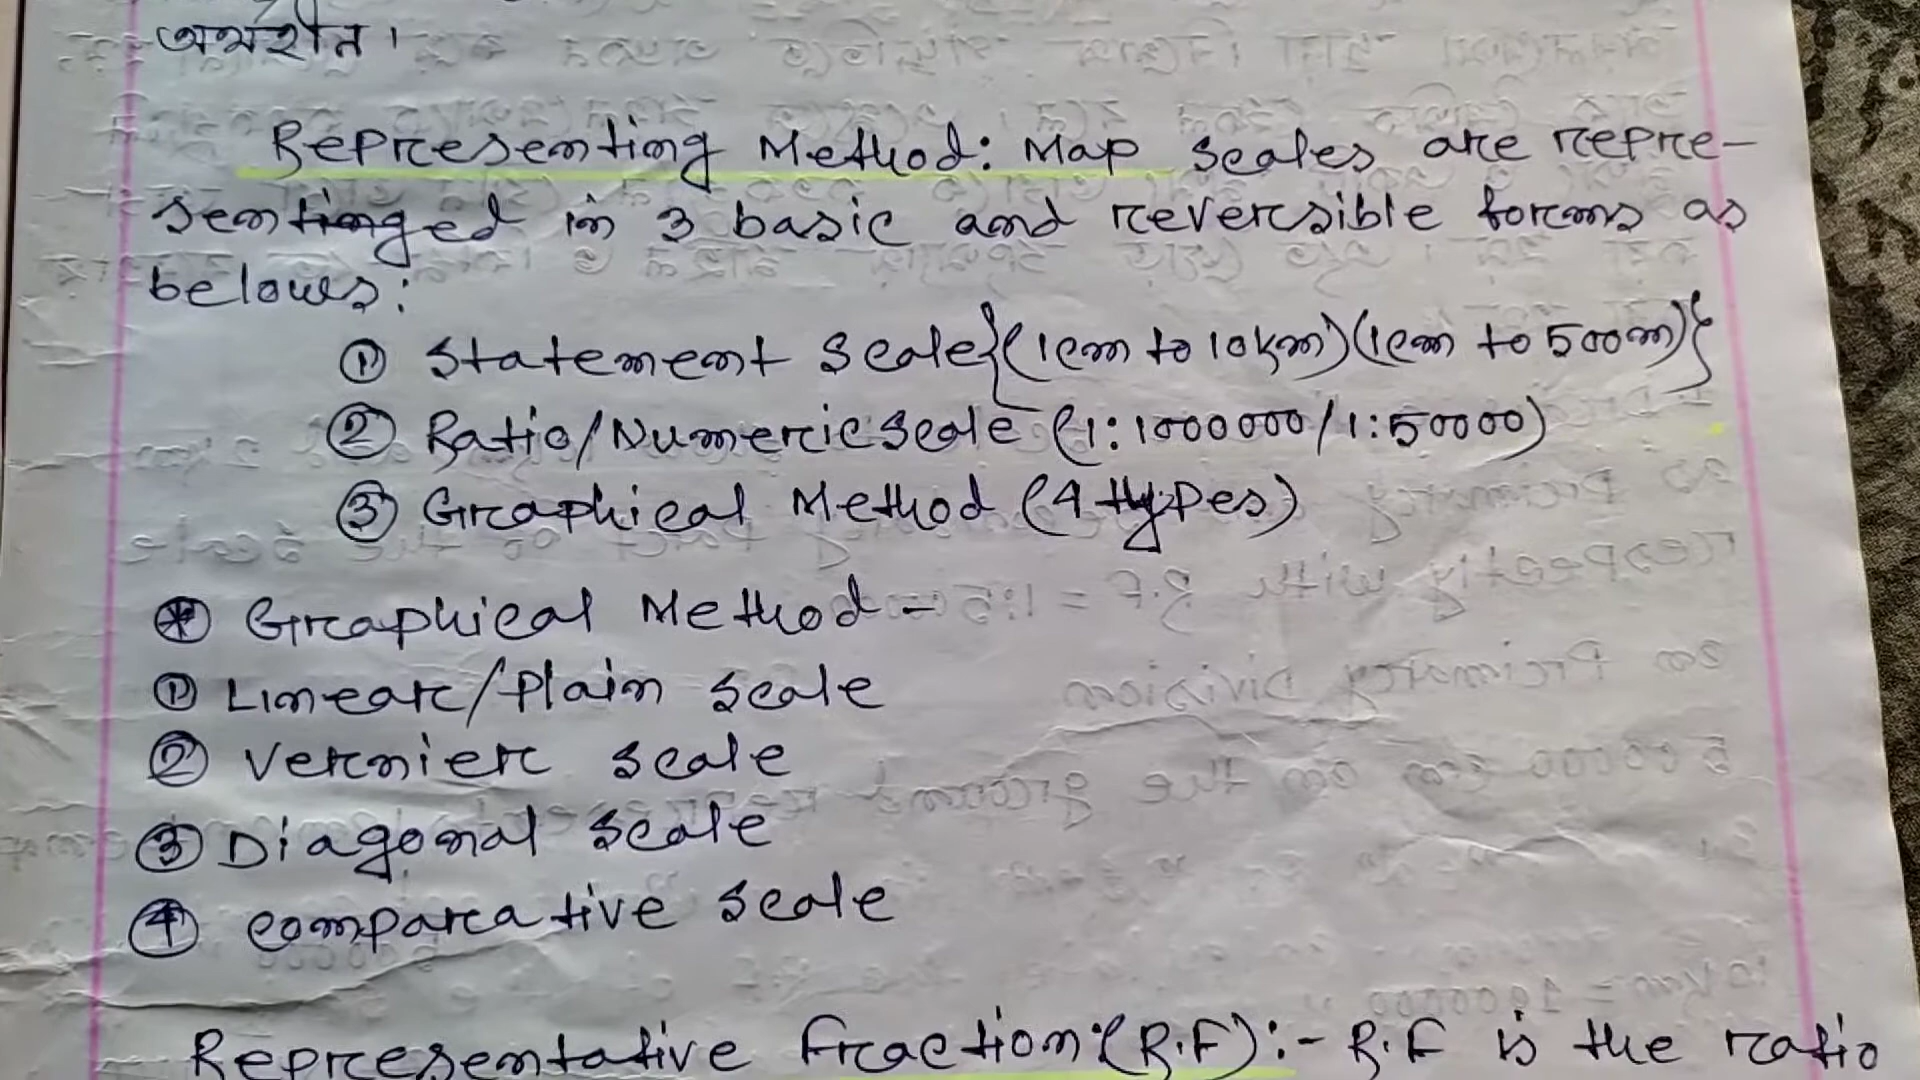 অর্থহীন।
Representing Method: Map scales are repre-
sentinged in 3 basic and reversible forms as
belows:
① Statement Scale{(1cm to 10km)(1cm to 500m)}
② Ratio/Numeric scale (1:1000000/1:50000)
③ Graphical Method (4 types)
* Graphical Method -
① Linear/Plain scale
② Vernier scale
③ Diagonal scale
④ comparative scale
Representative Fraction:(R.F):- R.F is the ratio